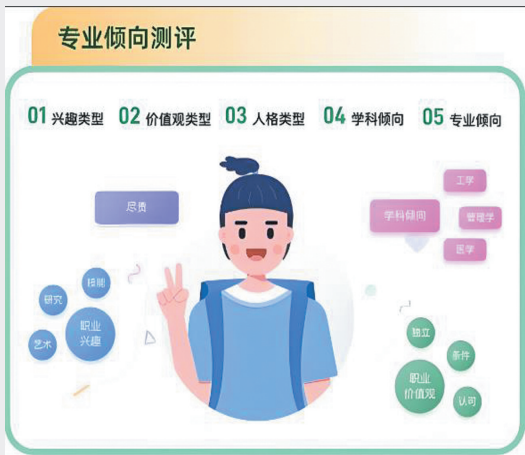 专业倾向测评
01 兴趣类型 02 价值观类型 03 人格类型 04 学科倾向 05 专业倾向
尽责
工学
学科倾向
管理学
医学
技能
研究
职业
兴趣
艺术
独立
条件
职业
价值观
认可